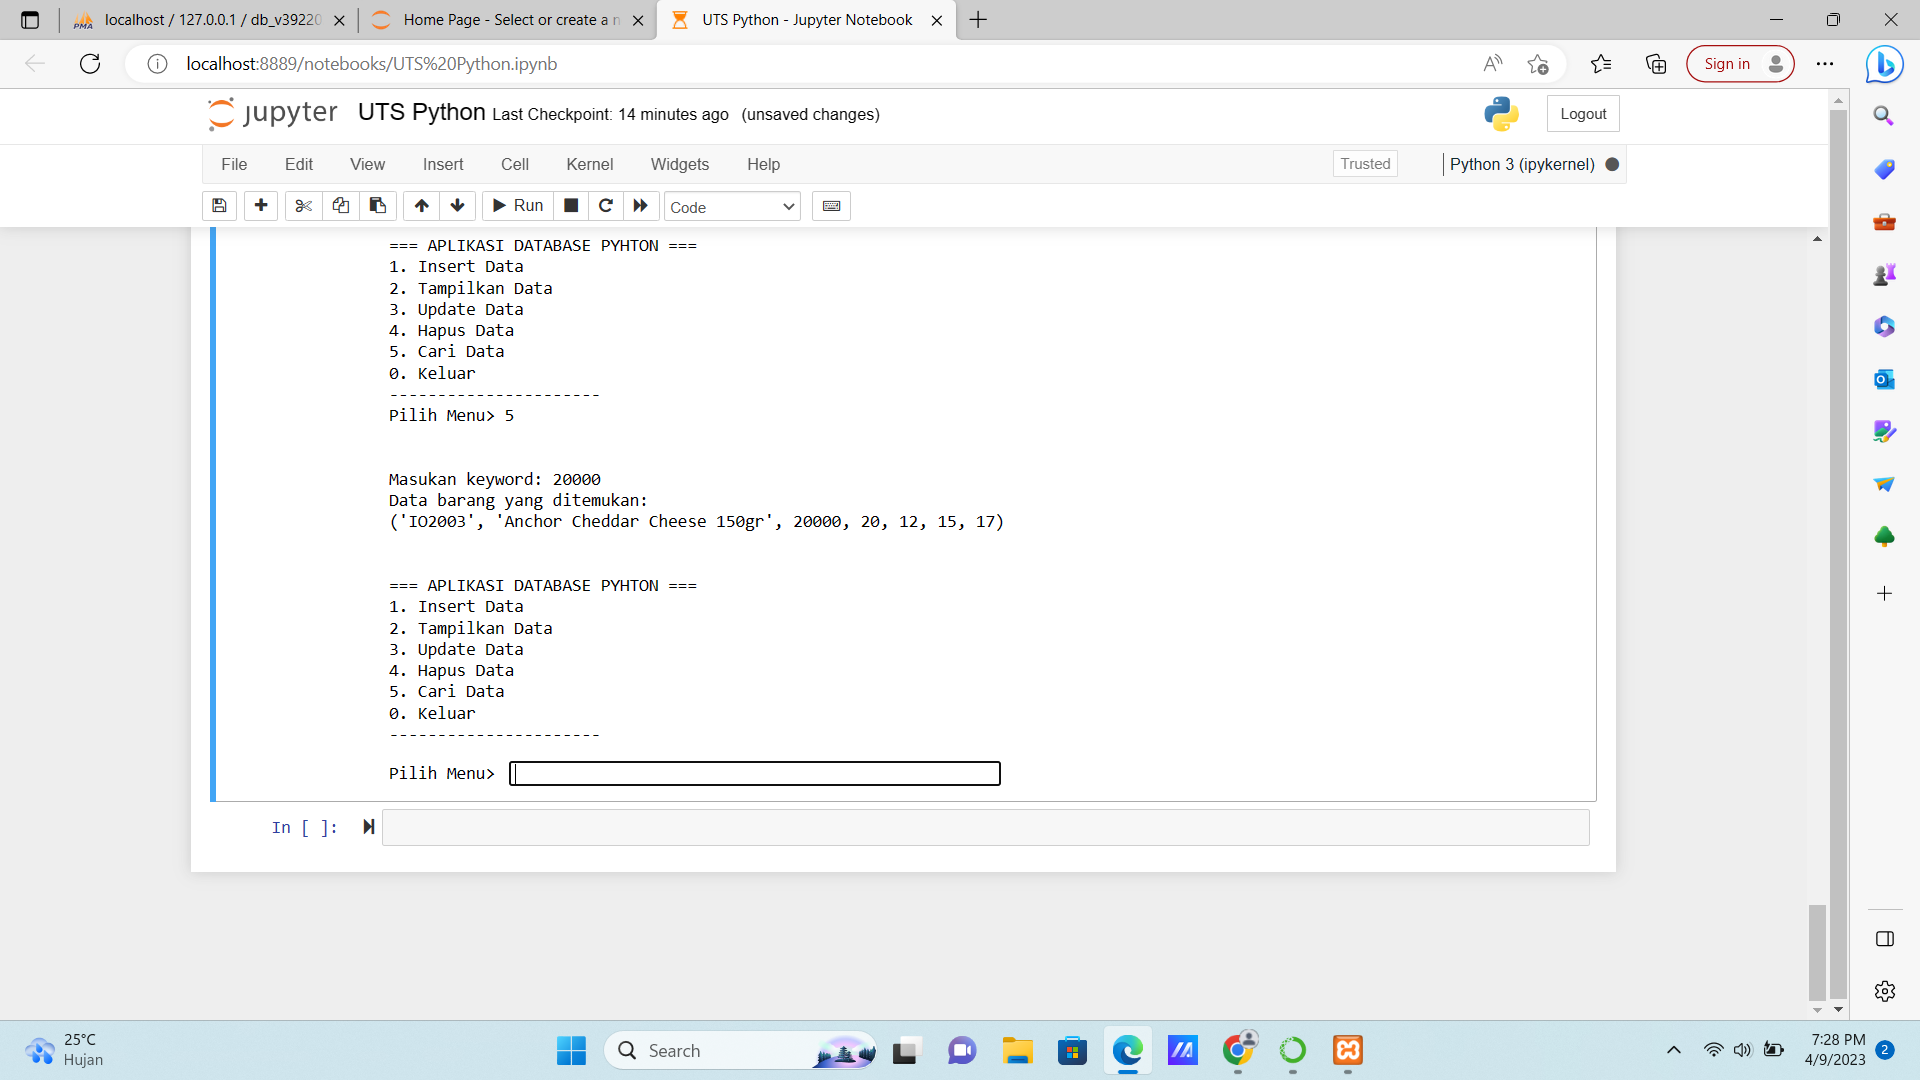 localhost / 127.0.0.1 / db_v39220
Home Page - Select or create a n
UTS Python - Jupyter Notebook
localhost:8889/notebooks/UTS%20Python.ipynb
Sign in
jupyter UTS Python Last Checkpoint: 14 minutes ago (unsaved changes)
Logout
File Edit View Insert Cell Kernel Widgets Help
Trusted
Python 3 (ipykernel)
Run
Code
=== APLIKASI DATABASE PYHTON ===
1. Insert Data
2. Tampilkan Data
3. Update Data
4. Hapus Data
5. Cari Data
0. Keluar
----------------------
Pilih Menu> 5
Masukan keyword: 20000
Data barang yang ditemukan:
('IO2003', 'Anchor Cheddar Cheese 150gr', 20000, 20, 12, 15, 17)
=== APLIKASI DATABASE PYHTON ===
1. Insert Data
2. Tampilkan Data
3. Update Data
4. Hapus Data
5. Cari Data
0. Keluar
----------------------
Pilih Menu>
In [ ]:
25°C
Hujan
Search
7:28 PM
4/9/2023
2